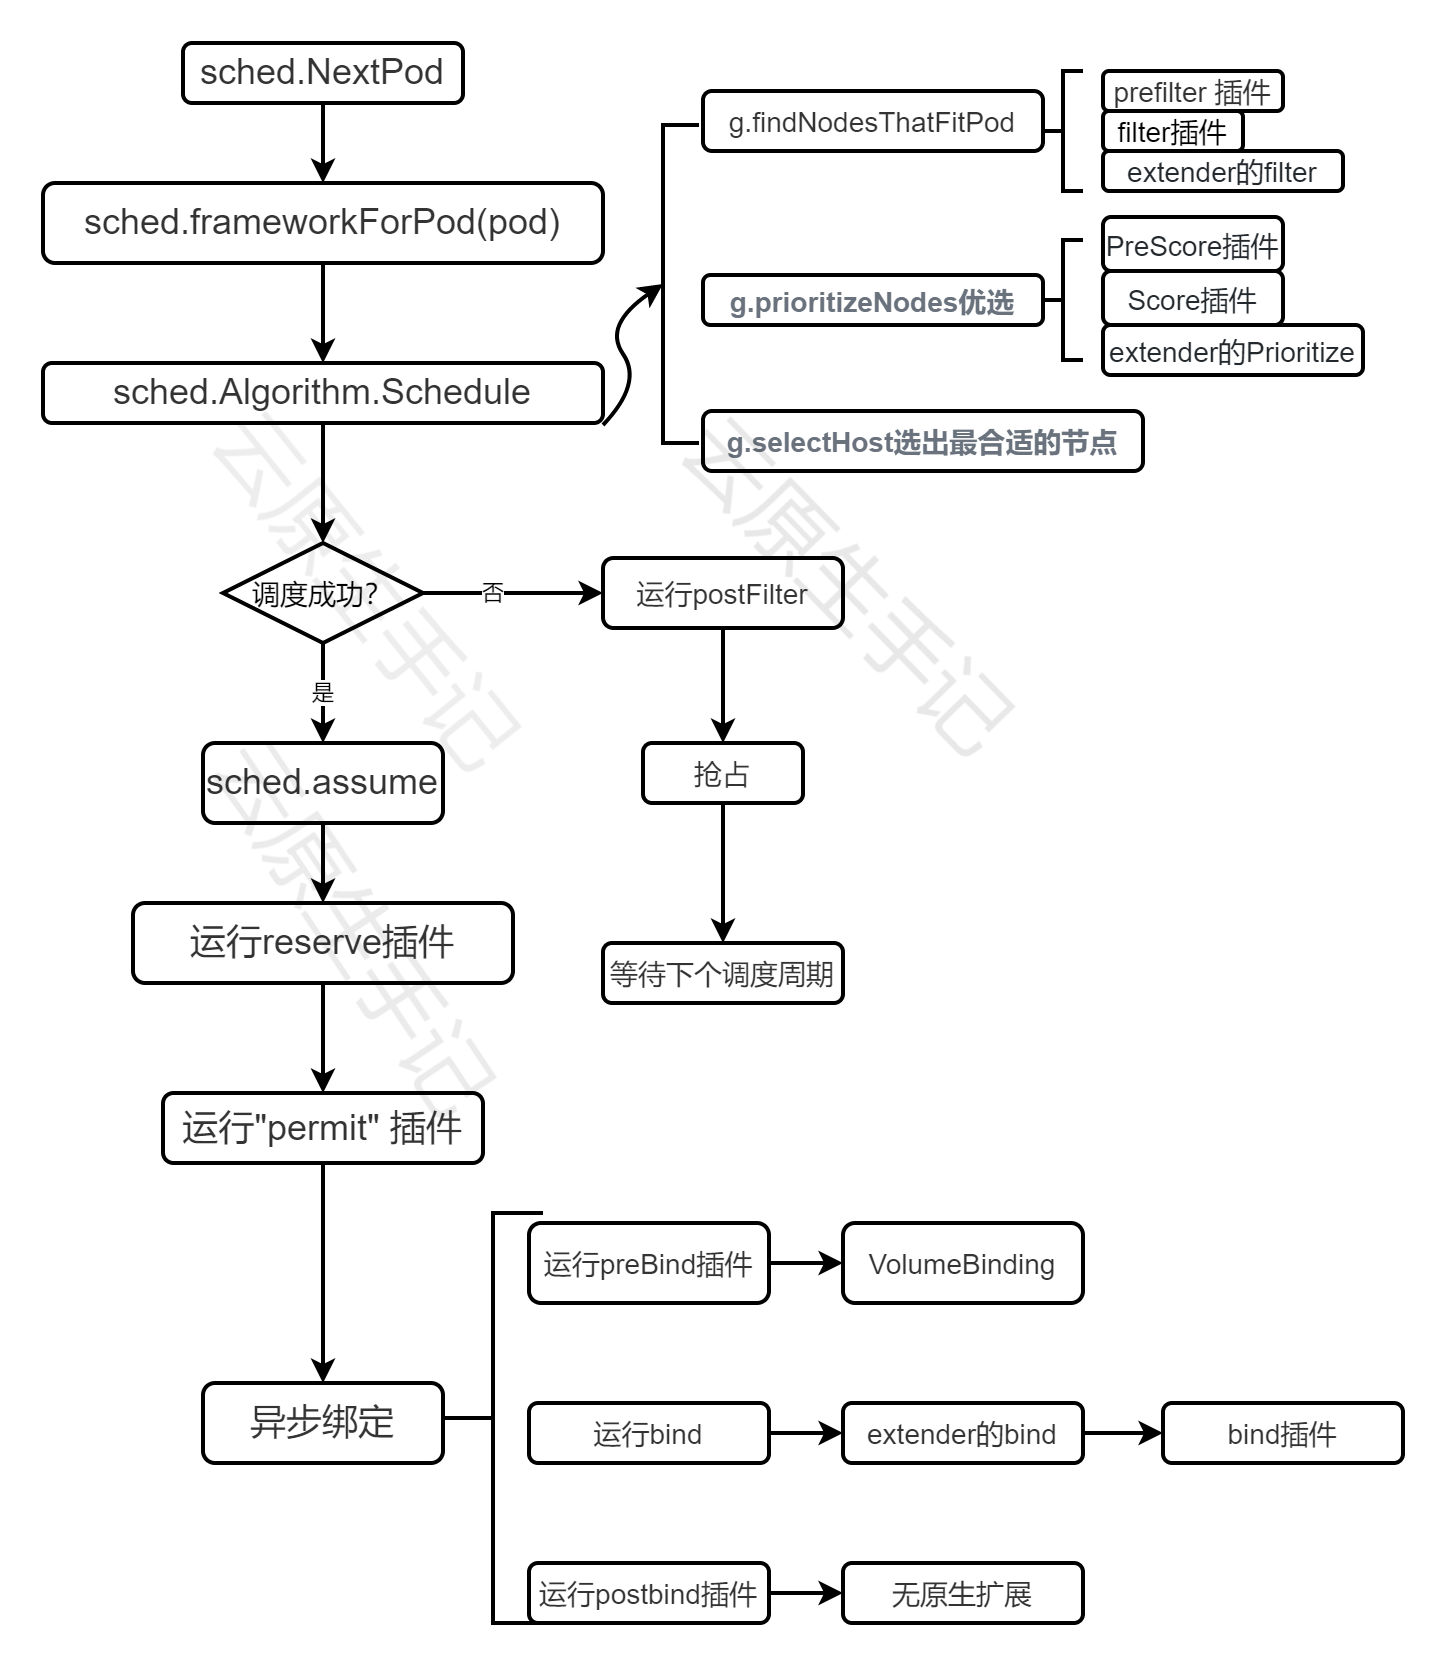 sched.NextPod
sched.frameworkForPod(pod)
sched.Algorithm.Schedule
g.findNodesThatFitPod
prefilter 插件
filter插件
extender的filter
g.prioritizeNodes优选
PreScore插件
Score插件
extender的Prioritize
g.selectHost选出最合适的节点
调度成功?
否
运行postFilter
是
抢占
等待下个调度周期
sched.assume
运行reserve插件
运行"permit" 插件
异步绑定
运行preBind插件
VolumeBinding
运行bind
extender的bind
bind插件
运行postbind插件
无原生扩展
云原生手记
云原生手记
云原生手记